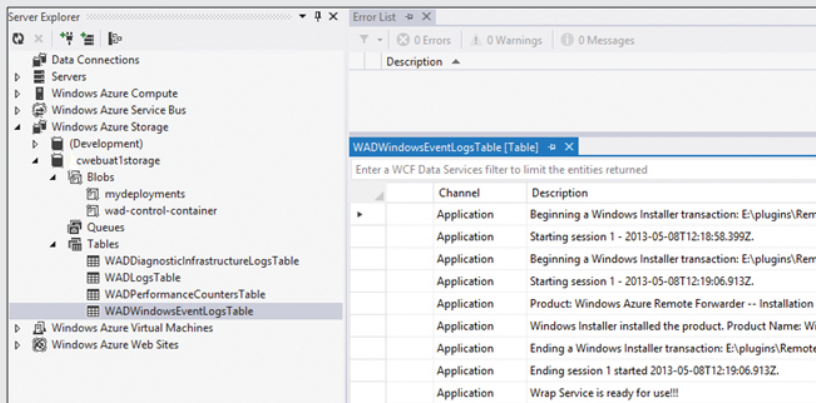 Server Explorer
Data Connections
Servers
Windows Azure Compute
Windows Azure Service Bus
Windows Azure Storage
(Development)
cwebuat1storage
Blobs
mydeployments
wad-control-container
Queues
Tables
WADDiagnosticInfrastructureLogsTable
WADLogsTable
WADPerformanceCountersTable
WADWindowsEventLogsTable
Windows Azure Virtual Machines
Windows Azure Web Sites
Error List
0 Errors 0 Warnings 0 Messages
Description
WADWindowsEventLogsTable [Table]
Enter a WCF Data Services filter to limit the entities returned
Channel Description
Application Beginning a Windows Installer transaction: E:\plugins\Rem
Application Starting session 1 - 2013-05-08T12:18:58.399Z.
Application Beginning a Windows Installer transaction: E:\plugins\Rem
Application Starting session 1 - 2013-05-08T12:19:06.913Z.
Application Product: Windows Azure Remote Forwarder -- Installation
Application Windows Installer installed the product. Product Name: Wi
Application Ending a Windows Installer transaction: E:\plugins\Remote
Application Ending session 1 started 2013-05-08T12:19:06.913Z.
Application Wrap Service is ready for use!!!